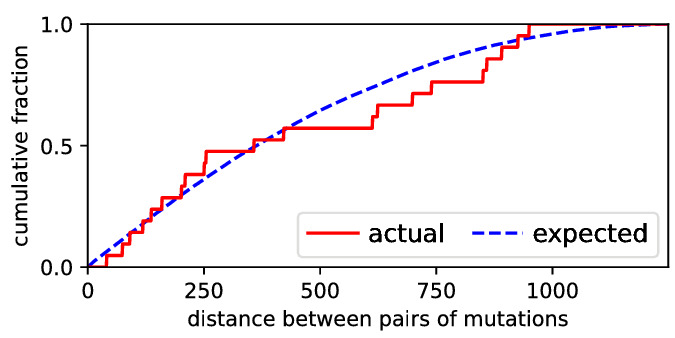 1.0
0.5
0.0
cumulative fraction
actual
expected
0
250
500
750
1000
distance between pairs of mutations